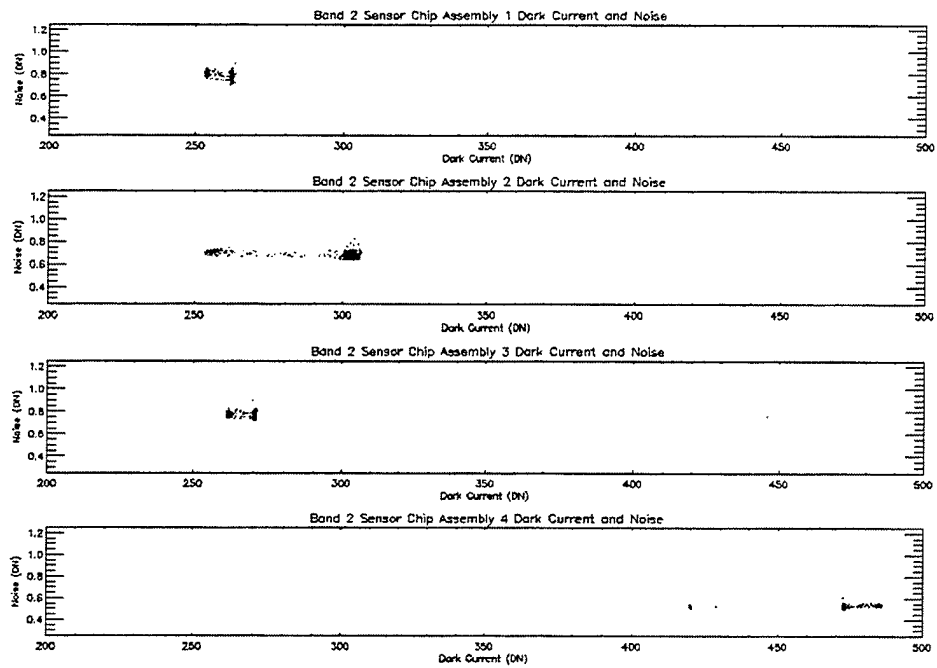 Band 2 Sensor Chip Assembly 1 Dark Current and Noise
Noise (DN)
1.2
1.0
0.8
0.6
0.4
200 250 300 350 400 450 500
Dark Current (DN)
Band 2 Sensor Chip Assembly 2 Dark Current and Noise
Noise (DN)
1.2
1.0
0.8
0.6
0.4
200 250 300 350 400 450 500
Dark Current (DN)
Band 2 Sensor Chip Assembly 3 Dark Current and Noise
Noise (DN)
1.2
1.0
0.8
0.6
0.4
200 250 300 350 400 450 500
Dark Current (DN)
Band 2 Sensor Chip Assembly 4 Dark Current and Noise
Noise (DN)
1.2
1.0
0.8
0.6
0.4
200 250 300 350 400 450 500
Dark Current (DN)